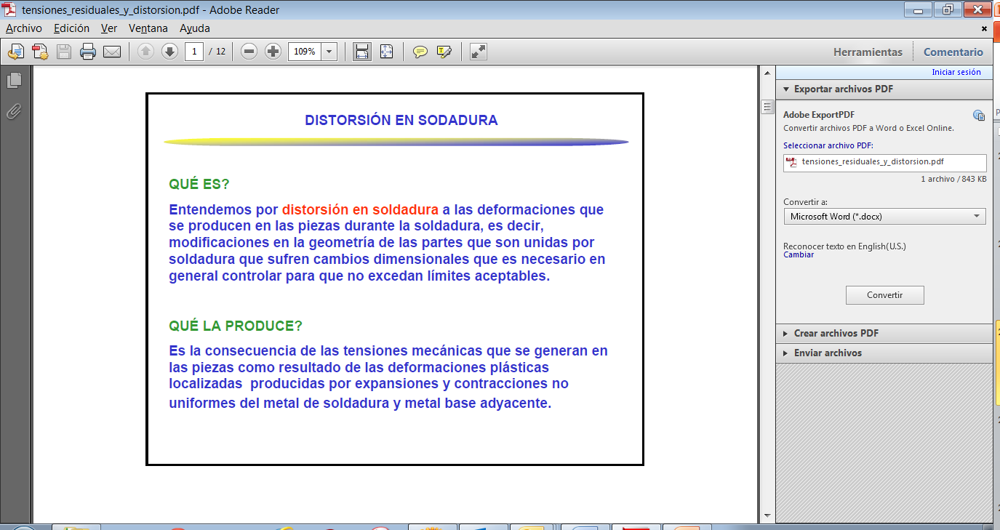 tensiones_residuales_y_distorsion.pdf - Adobe Reader
Archivo Edición Ver Ventana Ayuda
1 / 12 109% Herramientas Comentario
Iniciar sesión
Exportar archivos PDF
Adobe ExportPDF
Convertir archivos PDF a Word o Excel Online.
Seleccionar archivo PDF:
tensiones_residuales_y_distorsion.pdf
1 archivo / 843 KB
Convertir a:
Microsoft Word (*.docx)
Reconocer texto en English(U.S.)
Cambiar
Convertir
Crear archivos PDF
Enviar archivos
DISTORSIÓN EN SODADURA
QUÉ ES?
Entendemos por distorsión en soldadura a las deformaciones que
se producen en las piezas durante la soldadura, es decir,
modificaciones en la geometría de las partes que son unidas por
soldadura que sufren cambios dimensionales que es necesario en
general controlar para que no excedan límites aceptables.
QUÉ LA PRODUCE?
Es la consecuencia de las tensiones mecánicas que se generan en
las piezas como resultado de las deformaciones plásticas
localizadas producidas por expansiones y contracciones no
uniformes del metal de soldadura y metal base adyacente.